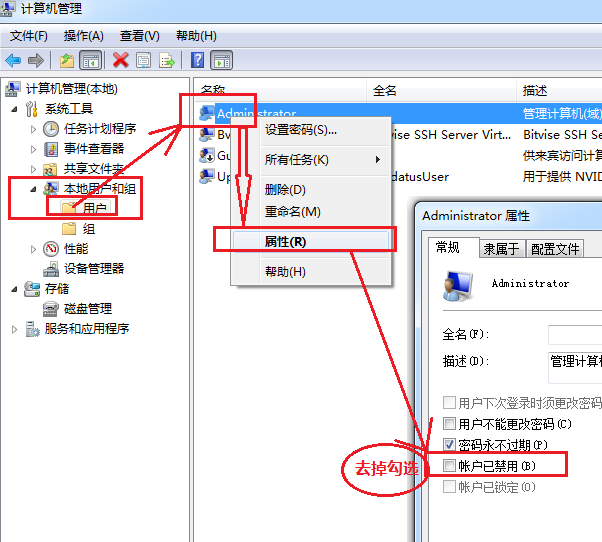 计算机管理
文件(F) 操作(A) 查看(V) 帮助(H)
计算机管理(本地)
系统工具
任务计划程序
事件查看器
共享文件夹
本地用户和组
用户
组
性能
设备管理器
存储
磁盘管理
服务和应用程序
名称 全名 描述
Administrator 管理计算机(域)
Bv itvise SSH Server Virt... Bitvise SSH Serv
Gu 供来宾访问计算
Up datusUser 用于提供 NVID
设置密码(S)...
所有任务(K)
删除(D)
重命名(M)
属性(R)
帮助(H)
Administrator 属性
常规 隶属于 配置文件
Administrator
全名(F):
描述(D): 管理计算机
用户下次登录时须更改密码
用户不能更改密码(C)
密码永不过期(P)
帐户已禁用(B)
帐户已锁定(O)
去掉勾选